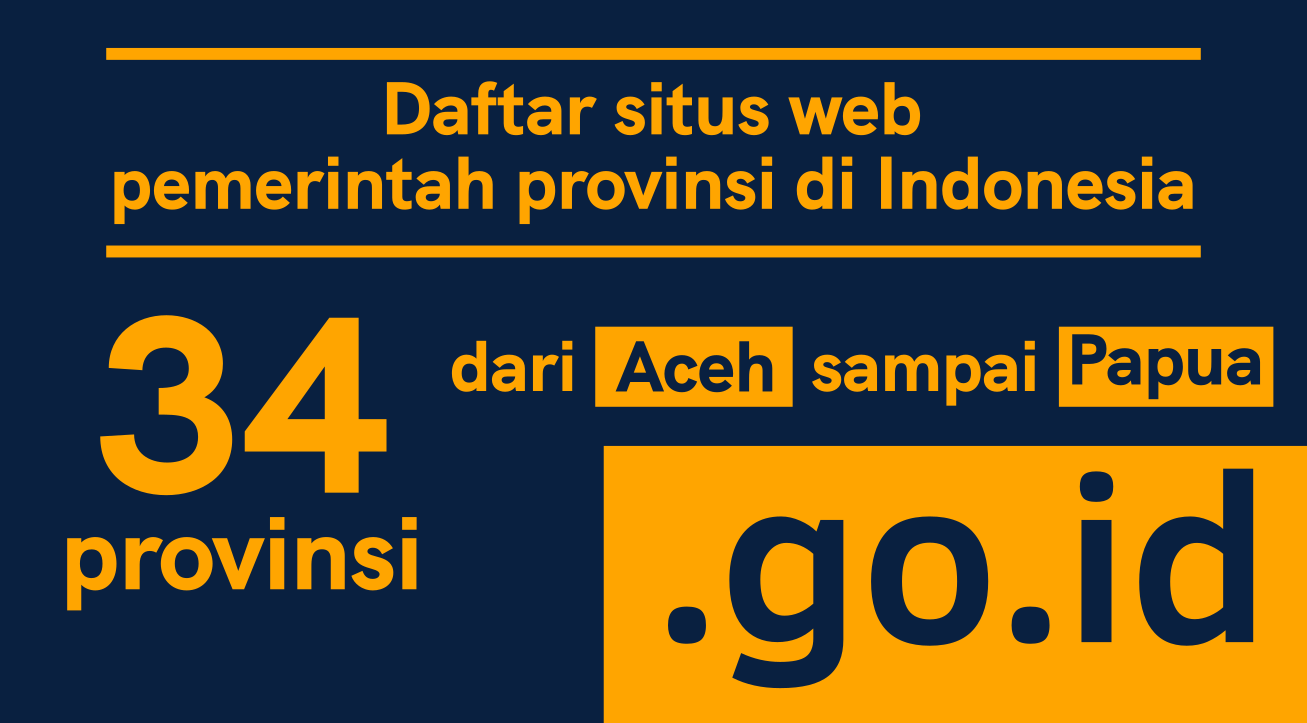 Daftar situs web
pemerintah provinsi di Indonesia
34
provinsi
dari Aceh sampai Papua
.go.id